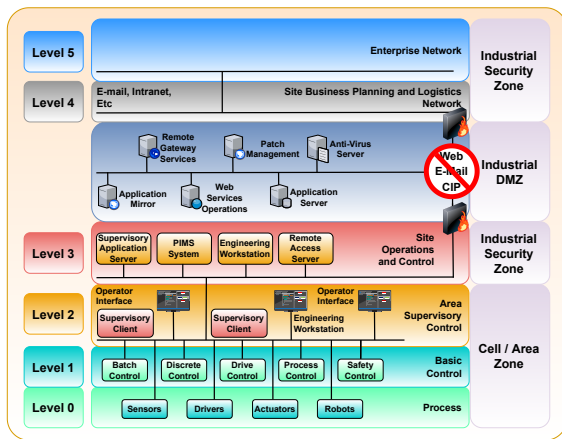 Level 5
Enterprise Network
Industrial
Security
Zone
Level 4
E-mail, Intranet,
Etc
Site Business Planning and Logistics
Network
Remote
Gateway
Services
Patch
Management
Anti-Virus
Server
Web
E-Mail
CIP
Industrial
DMZ
Application
Mirror
Web
Services
Operations
Application
Server
Level 3
Supervisory
Application
Server
PIMS
System
Engineering
Workstation
Remote
Access
Server
Site
Operations
and Control
Industrial
Security
Zone
Level 2
Operator
Interface
Supervisory
Client
Supervisory
Client
Engineering
Workstation
Operator
Interface
Area
Supervisory
Control
Cell / Area
Zone
Level 1
Batch
Control
Discrete
Control
Drive
Control
Process
Control
Safety
Control
Basic
Control
Level 0
Sensors
Drivers
Actuators
Robots
Process